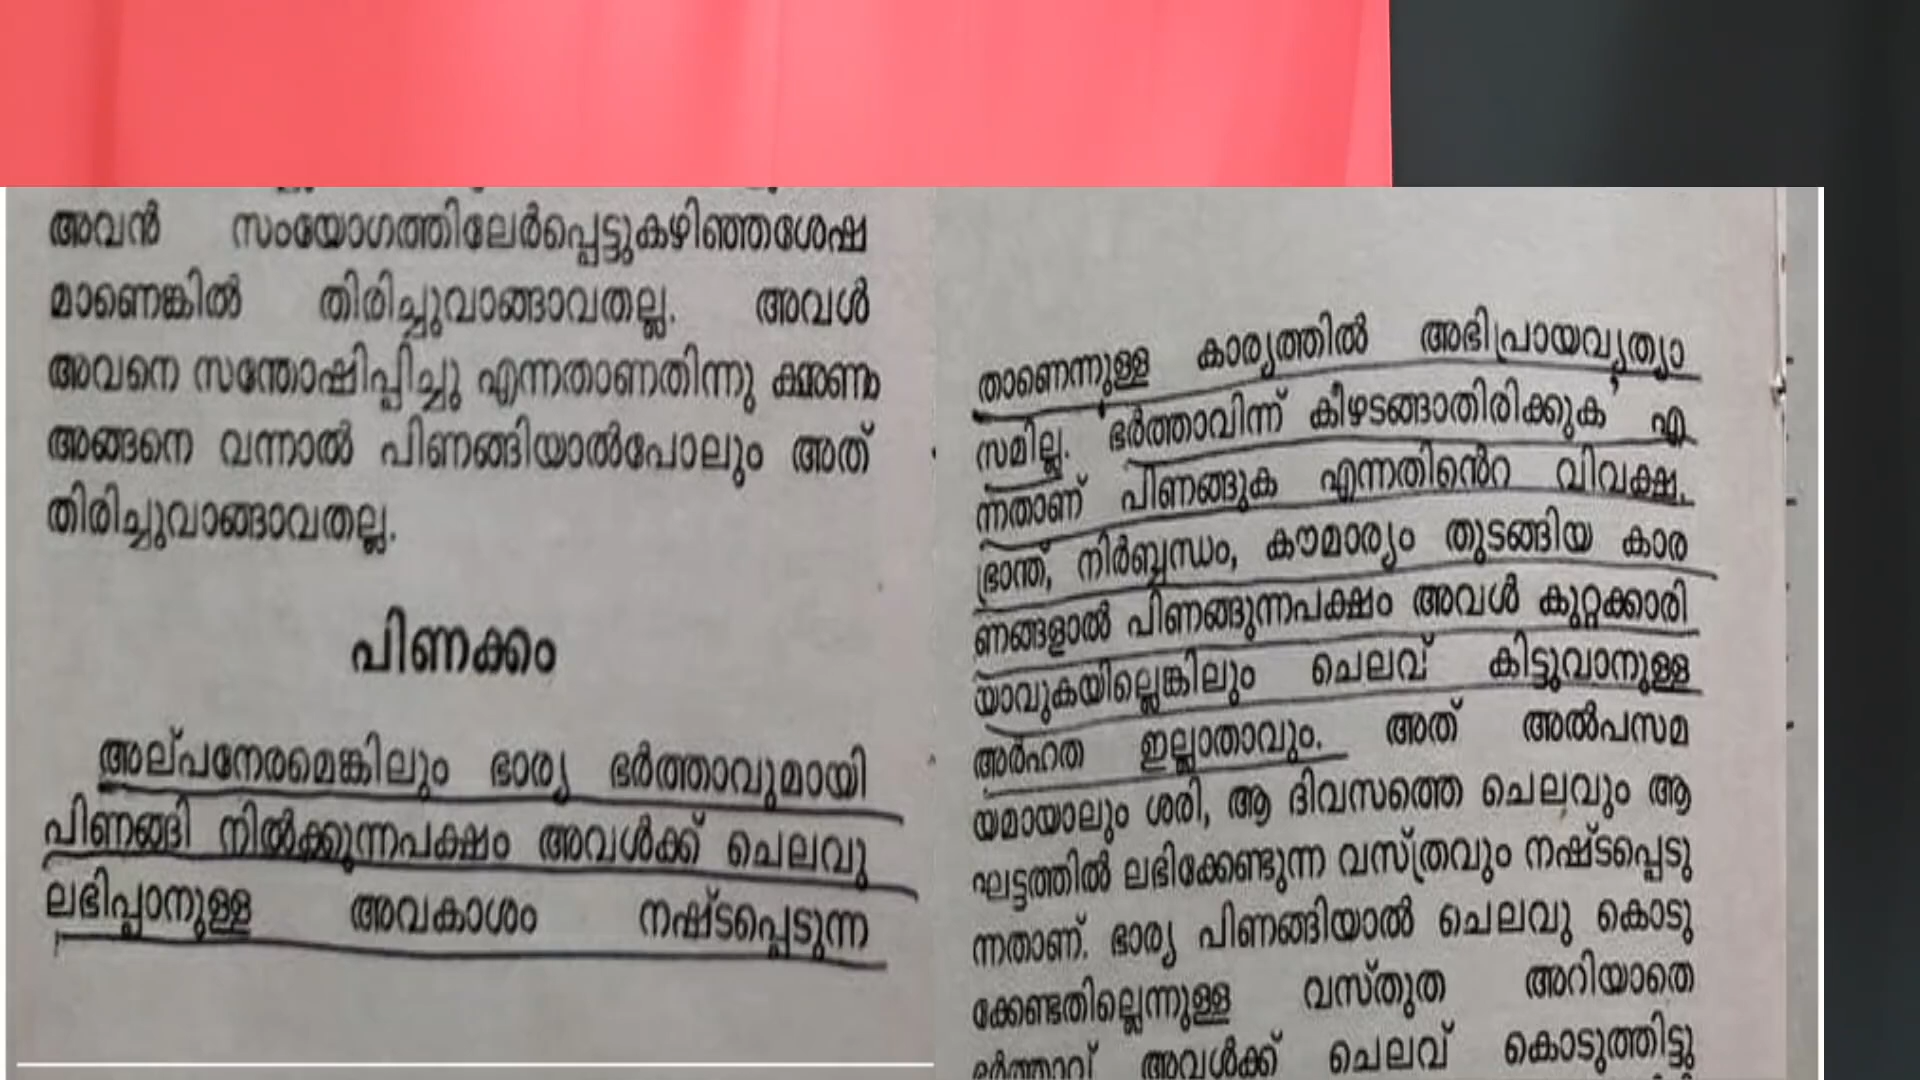 അവൻ സംയോഗത്തിലേർപ്പെട്ടുകഴിഞ്ഞശേഷ
മാണെങ്കിൽ തിരിച്ചുവാങ്ങാവതല്ല. അവൾ
അവനെ സന്തോഷിപ്പിച്ചു എന്നതാണതിന്നു
അങ്ങനെ വന്നാൽ പിണങ്ങിയാൽപോലും അത്
തിരിച്ചുവാങ്ങാവതല്ല.
പിണക്കം
അല്പനേരമെങ്കിലും ഭാര്യ ഭർത്താവുമായി
പിണങ്ങി നിൽക്കുന്നപക്ഷം അവൾക്ക് ചെലവു
ലഭിപ്പാനുള്ള അവകാശം നഷ്ടപ്പെടുന്ന
താണെന്നുള്ള കാര്യത്തിൽ അഭിപ്രായവ്യത്യാ
സമില്ല. ഭർത്താവിന്ന് കീഴടങ്ങാതിരിക്കുക' എ
ന്നതാണ് പിണങ്ങുക എന്നതിൻെറ വിവക്ഷ.
ഭ്രാന്ത്, നിർബ്ബന്ധം, കൗമാര്യം തുടങ്ങിയ കാര
ണങ്ങളാൽ പിണങ്ങുന്നപക്ഷം അവൾ കുറ്റക്കാരി
യാവുകയില്ലെങ്കിലും ചെലവ് കിട്ടുവാനുള്ള
അർഹത ഇല്ലാതാവും. അത് അൽപസമ
യമായാലും ശരി, ആ ദിവസത്തെ ചെലവും ആ
ഘട്ടത്തിൽ ലഭിക്കേണ്ടുന്ന വസ്ത്രവും നഷ്ടപ്പെടു
ന്നതാണ്. ഭാര്യ പിണങ്ങിയാൽ ചെലവു കൊടു
ക്കേണ്ടതില്ലെന്നുള്ള വസ്തുത അറിയാതെ
ഭർത്താവ് അവൾക്ക് ചെലവ് കൊടുത്തിട്ടു